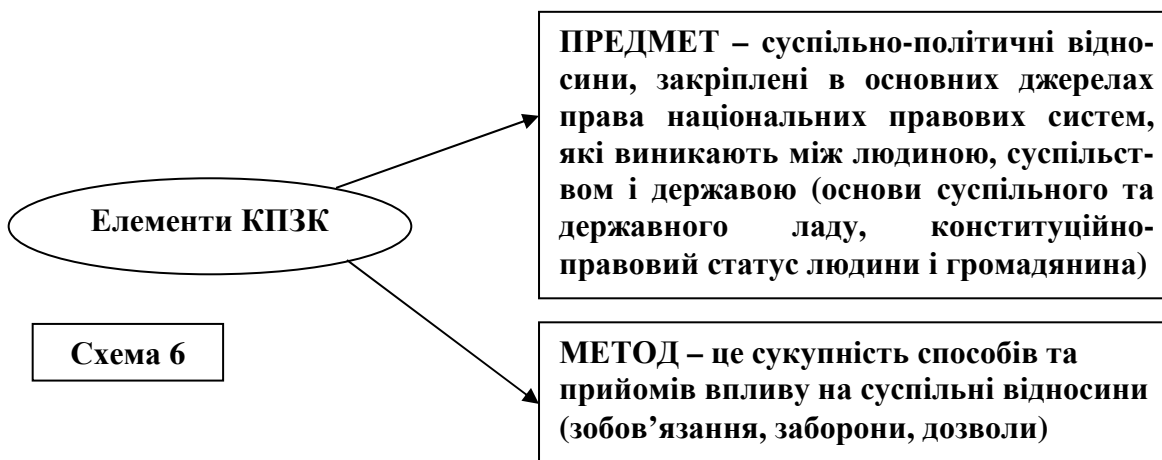 ПРЕДМЕТ – суспільно-політичні відно-
сини, закріплені в основних джерелах
права національних правових систем,
які виникають між людиною, суспільст-
вом і державою (основи суспільного та
державного ладу, конституційно-
правовий статус людини і громадянина)
Елементи КПЗК
Схема 6
МЕТОД – це сукупність способів та
прийомів впливу на суспільні відносини
(зобов’язання, заборони, дозволи)